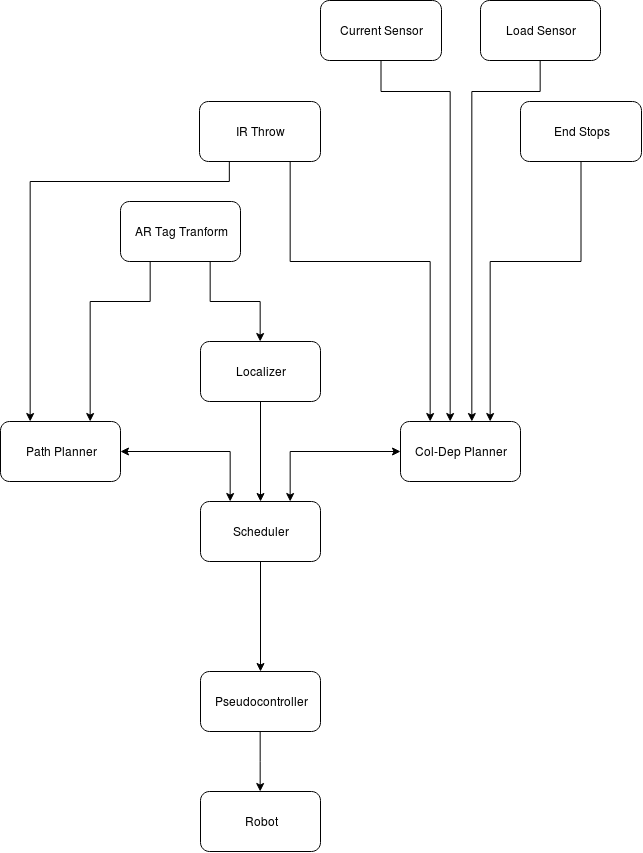 Current Sensor
Load Sensor
IR Throw
End Stops
AR Tag Tranform
Localizer
Path Planner
Col-Dep Planner
Scheduler
Pseudocontroller
Robot